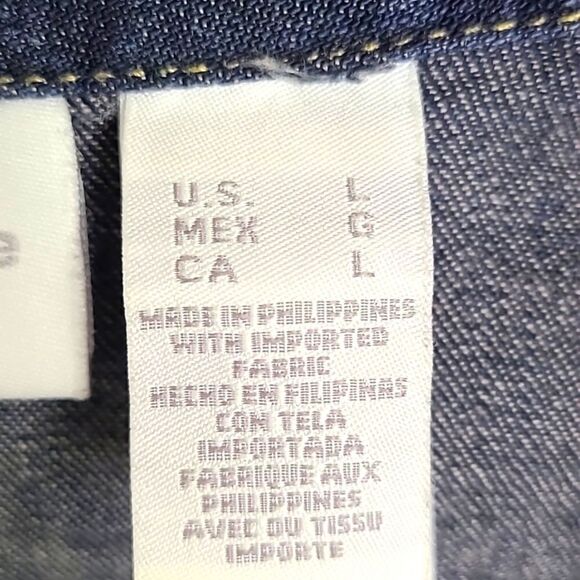 e
U.S. L
MEX G
CA L
MADE IN PHILIPPINES
WITH IMPORTED
FABRIC
HECHO EN FILIPINAS
CON TELA
IMPORTADA
FABRIQUE AUX
PHILIPPINES
AVEC DU TISSU
IMPORTE